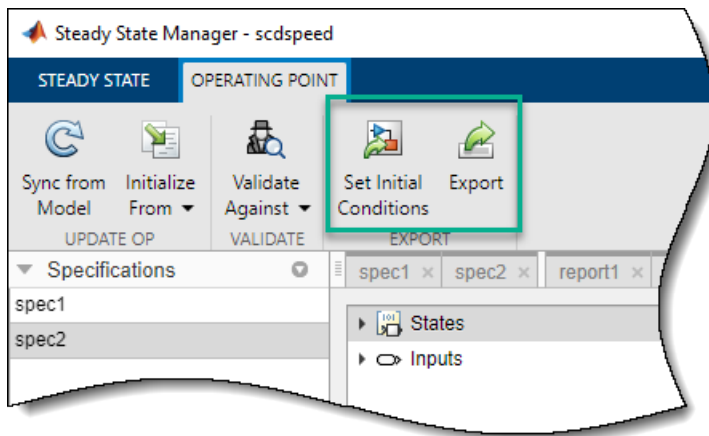 Steady State Manager - scdspeed
STEADY STATE
OPERATING POINT
Sync from
Model
Initialize
From
Validate
Against
Set Initial
Conditions
Export
UPDATE OP
VALIDATE
EXPORT
Specifications
spec1
spec2
spec1 ×
spec2 ×
report1 ×
States
Inputs